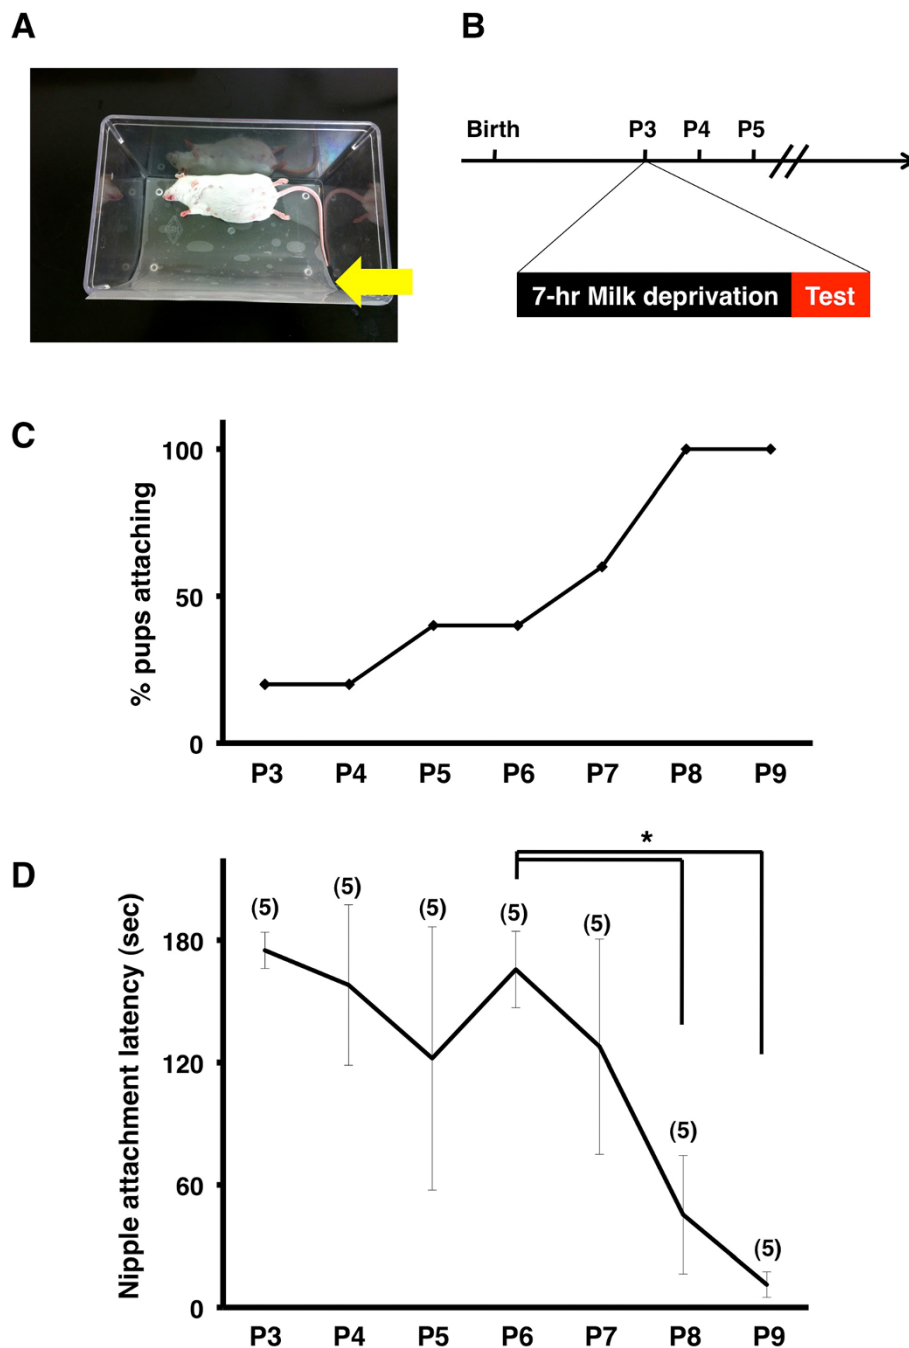 A
B
Birth P3 P4 P5
7-hr Milk deprivation Test
C
% pups attaching
100
50
0
P3 P4 P5 P6 P7 P8 P9
D
Nipple attachment latency (sec)
*
(5) (5) (5) (5) (5) (5) (5)
180
120
60
0
P3 P4 P5 P6 P7 P8 P9